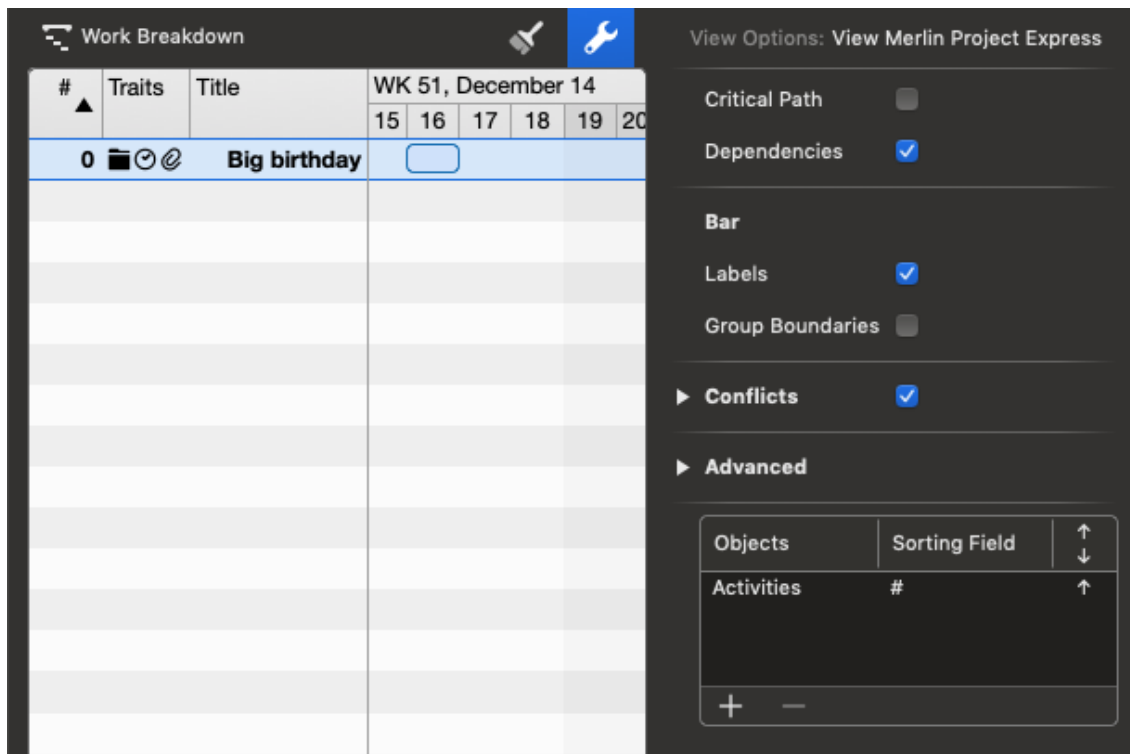 Work Breakdown
# Traits Title
WK 51, December 14
15 16 17 18 19 20
0 Big birthday
View Options: View Merlin Project Express
Critical Path
Dependencies
Bar
Labels
Group Boundaries
Conflicts
Advanced
Objects Sorting Field
Activities #